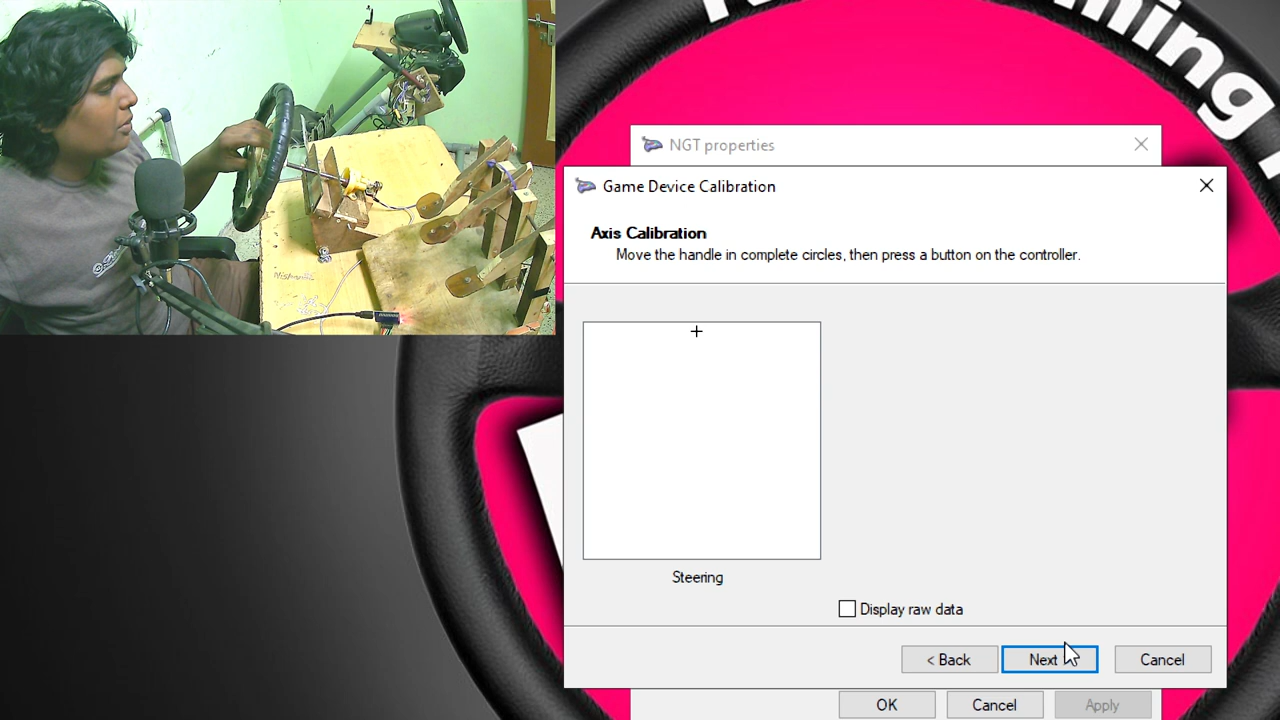 ming
NGT properties
Game Device Calibration
Axis Calibration
Move the handle in complete circles, then press a button on the controller.
Steering
Display raw data
< Back
Next
Cancel
OK
Cancel
Apply